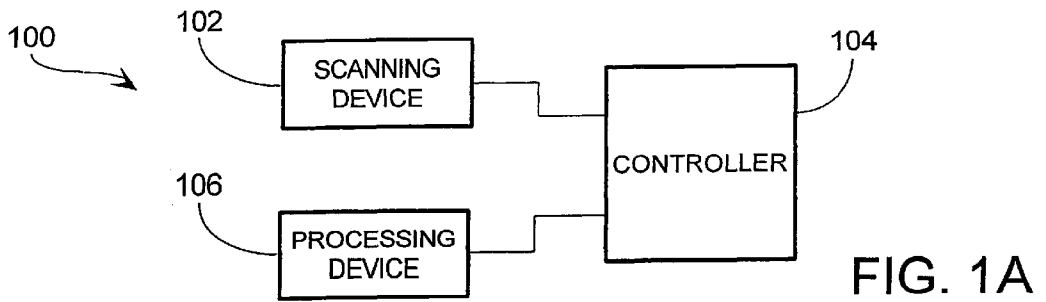 100
102
SCANNING
DEVICE
104
CONTROLLER
106
PROCESSING
DEVICE
FIG. 1A